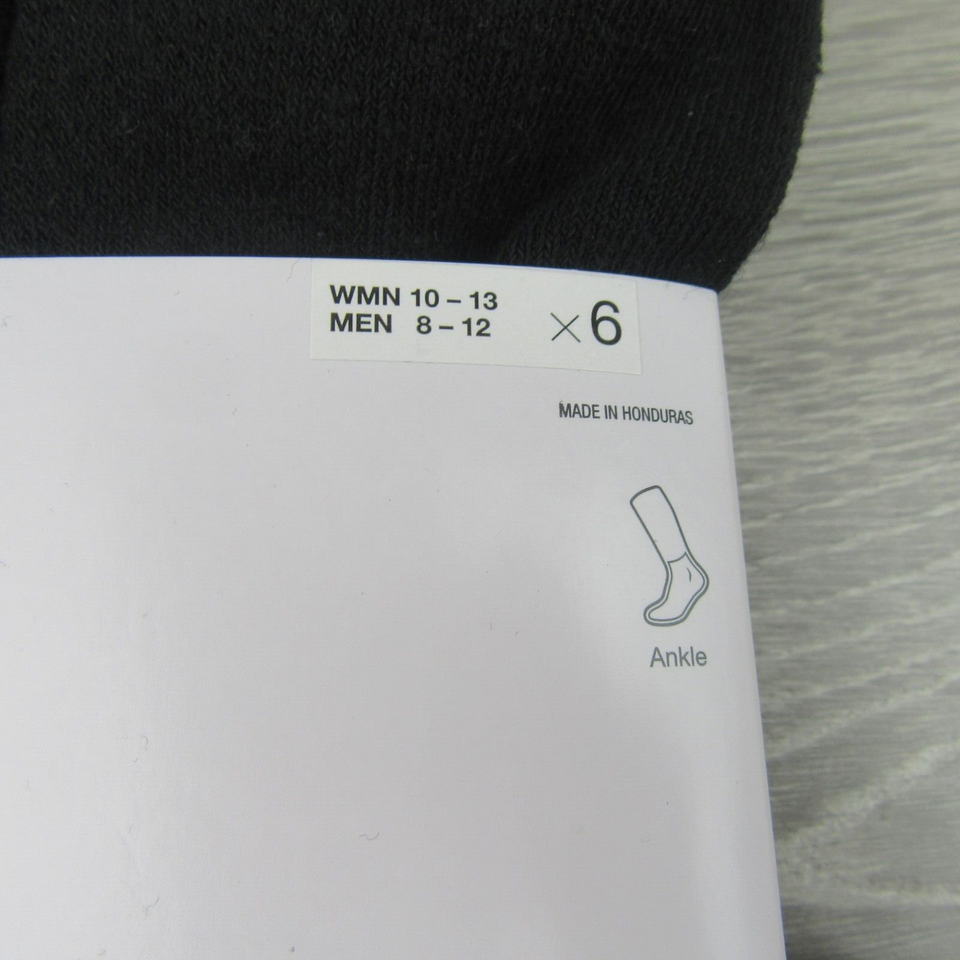 WMN 10 – 13
MEN 8 – 12
×6
MADE IN HONDURAS
Ankle